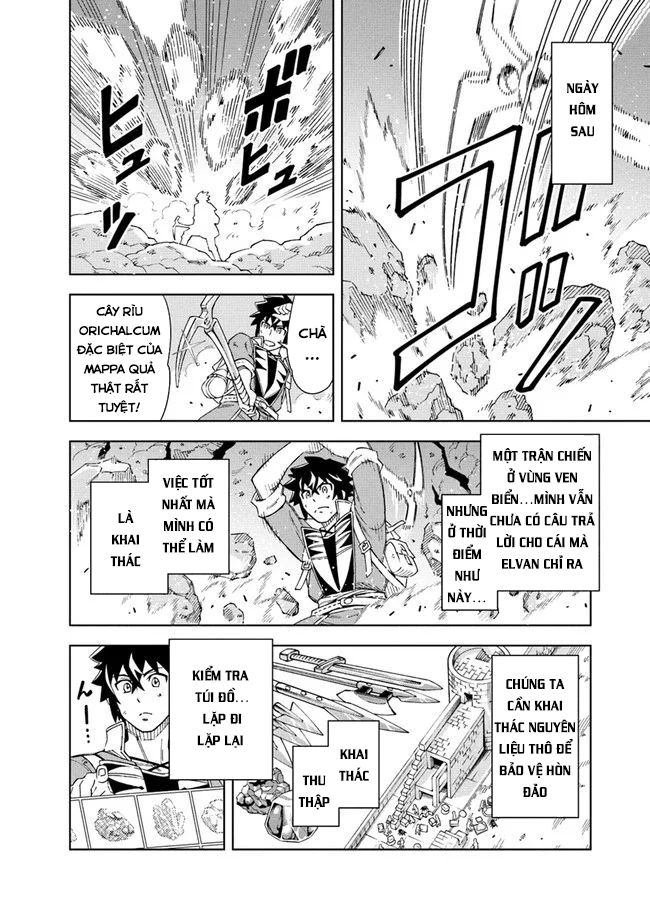 NGÀY
HÔM
SAU
ゴッ
ボヒュ
ヒュッ
CHÀ
...
CÂY RÌU
ORICHALCUM
ĐẶC BIỆT CỦA
MAPPA QUẢ
THẬT RẤT
TUYỆT!
MỘT TRẬN CHIẾN
Ở VÙNG VEN
BIỂN...MÌNH VẪN
CHƯA CÓ CÂU TRẢ
LỜI CHO CÁI MÀ
ELVAN CHỈ RA
NHƯNG
Ở THỜI
ĐIỂM
NHƯ
NÀY...
VIỆC TỐT
NHẤT MÀ
MÌNH CÓ
THỂ LÀM
LÀ
KHAI
THÁC
CHÚNG TA
CẦN KHAI
THÁC NGUYÊN
LIỆU THÔ ĐỂ
BẢO VỆ HÒN
ĐẢO
KHAI
THÁC
THU
THẬP
KIỂM TRA
TÚI ĐỒ...
LẶP ĐI
LẶP LẠI
んー…